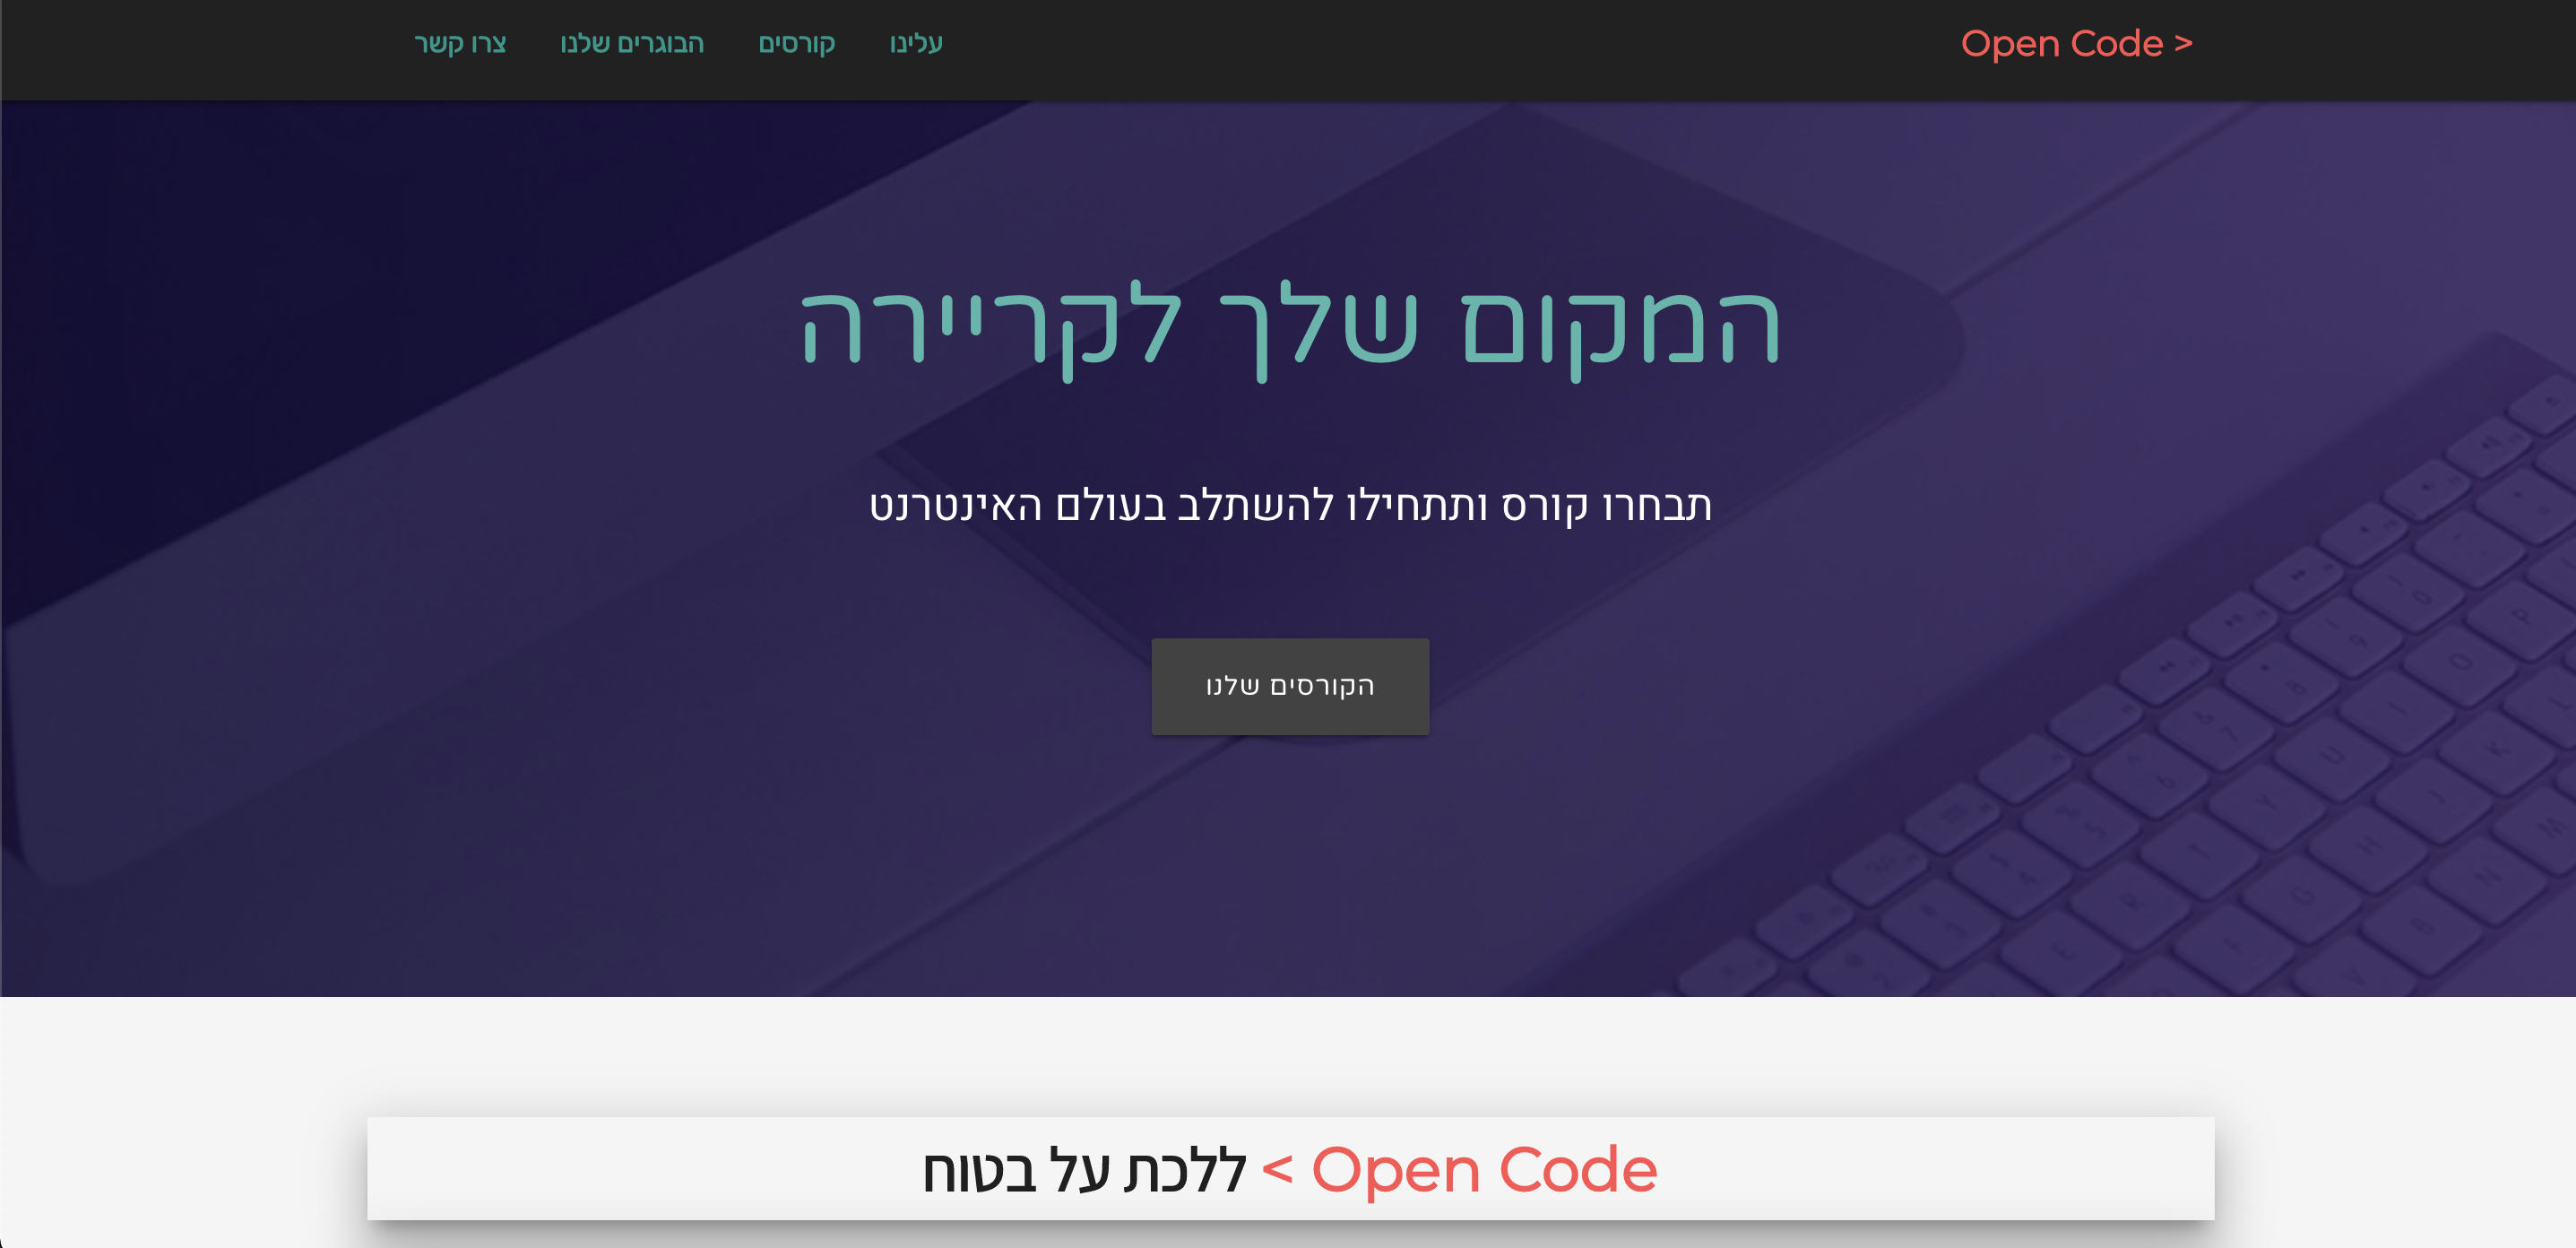 Open Code >
עלינו
קורסים
הבוגרים שלנו
צרו קשר
המקום שלך לקריירה
תבחרו קורס ותתחילו להשתלב בעולם האינטרנט
הקורסים שלנו
ללכת על בטוח < Open Code